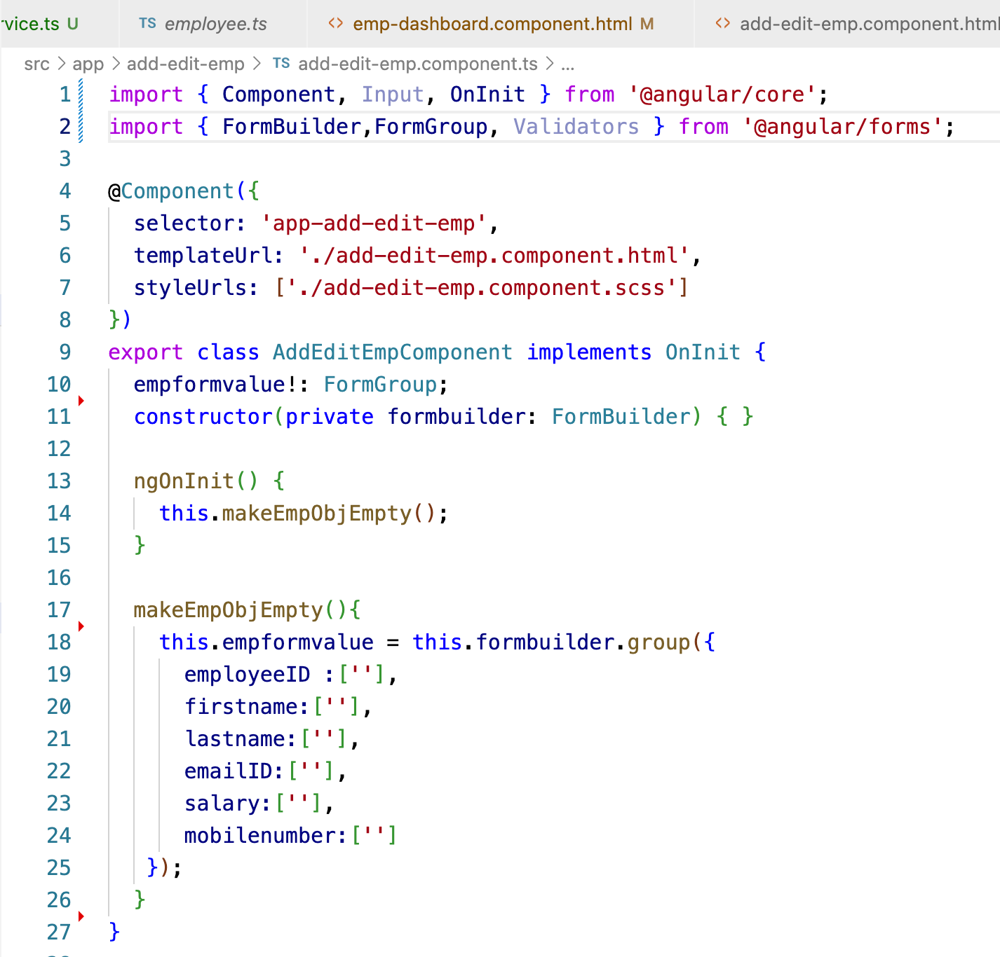 rvice.ts U TS employee.ts <> emp-dashboard.component.html M <> add-edit-emp.component.html
src > app > add-edit-emp > TS add-edit-emp.component.ts > ...
1 import { Component, Input, OnInit } from '@angular/core';
2 import { FormBuilder,FormGroup, Validators } from '@angular/forms';
3
4 @Component({
5 selector: 'app-add-edit-emp',
6 templateUrl: './add-edit-emp.component.html',
7 styleUrls: ['./add-edit-emp.component.scss']
8 })
9 export class AddEditEmpComponent implements OnInit {
10 empformvalue!: FormGroup;
11 constructor(private formbuilder: FormBuilder) { }
12
13 ngOnInit() {
14 this.makeEmpObjEmpty();
15 }
16
17 makeEmpObjEmpty(){
18 this.empformvalue = this.formbuilder.group({
19 employeeID :[''],
20 firstname:[''],
21 lastname:[''],
22 emailID:[''],
23 salary:[''],
24 mobilenumber:['']
25 });
26 }
27 }